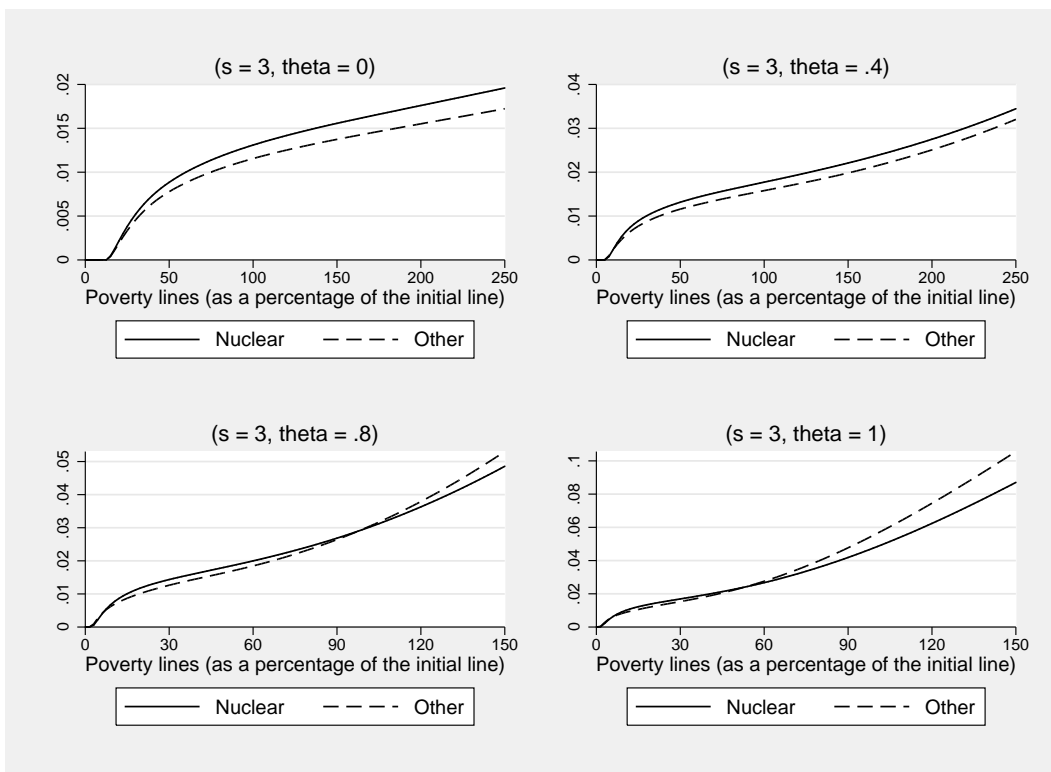 (s = 3, theta = 0)
.02
.015
.01
.005
0
0 50 100 150 200 250
Poverty lines (as a percentage of the initial line)
Nuclear Other
(s = 3, theta = .4)
.04
.03
.02
.01
0
0 50 100 150 200 250
Poverty lines (as a percentage of the initial line)
Nuclear Other
(s = 3, theta = .8)
.05
.04
.03
.02
.01
0
0 30 60 90 120 150
Poverty lines (as a percentage of the initial line)
Nuclear Other
(s = 3, theta = 1)
.1
.08
.06
.04
.02
0
0 30 60 90 120 150
Poverty lines (as a percentage of the initial line)
Nuclear Other